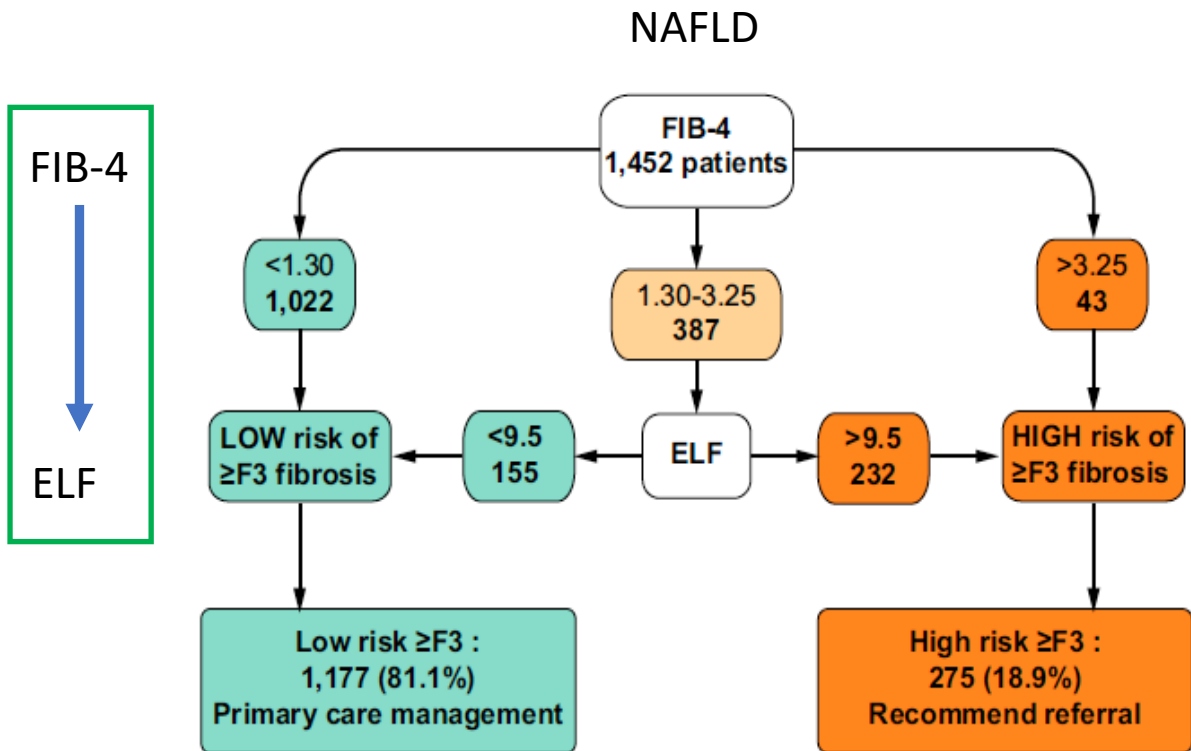 NAFLD
FIB-4
ELF
FIB-4
1,452 patients
<1.30
1,022
1.30-3.25
387
>3.25
43
LOW risk of
≥F3 fibrosis
<9.5
155
ELF
>9.5
232
HIGH risk of
≥F3 fibrosis
Low risk ≥F3 :
1,177 (81.1%)
Primary care management
High risk ≥F3 :
275 (18.9%)
Recommend referral